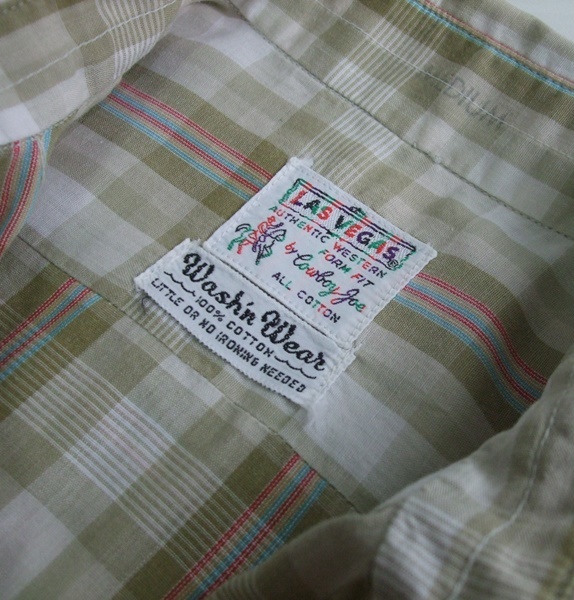 DIUM
LAS VEGAS®
AUTHENTIC WESTERN
FORM FIT
by Cowboy Joe
ALL COTTON
Wash'n Wear
100% COTTON
LITTLE OR NO IRONING NEEDED